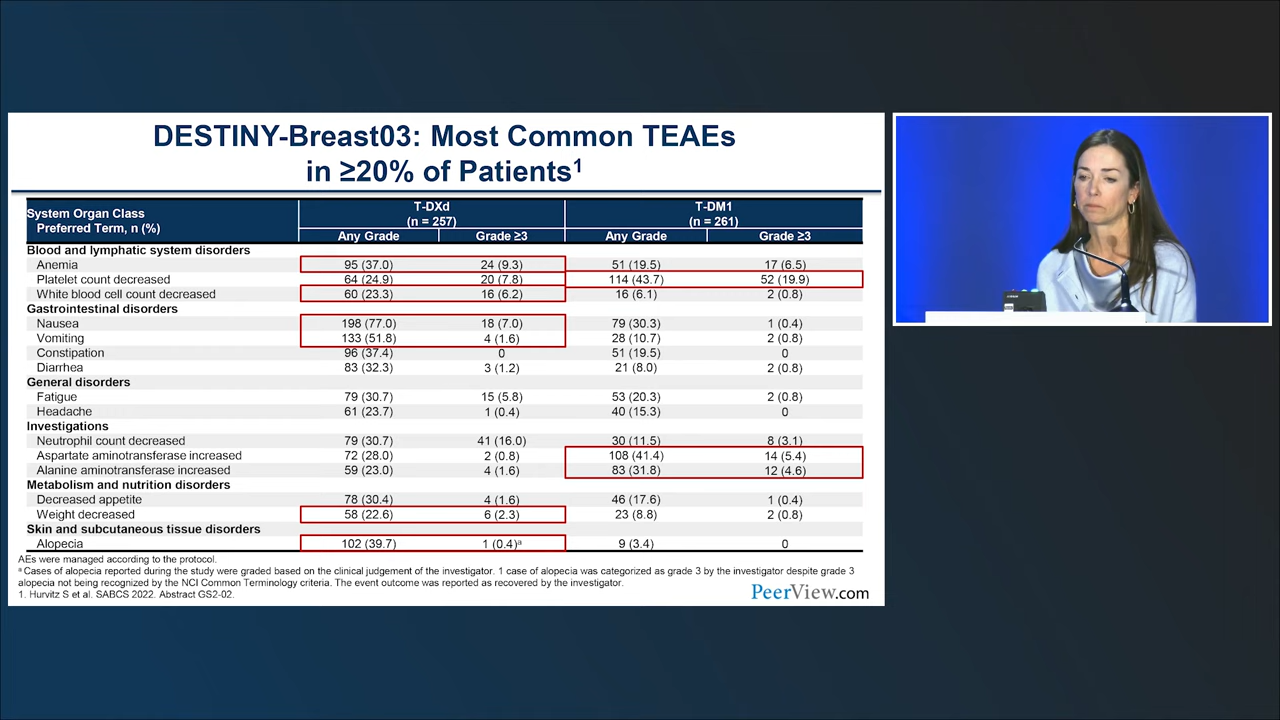 DESTINY-Breast03: Most Common TEAEs
in ≥20% of Patients1
System Organ Class
Preferred Term, n (%)
T-DXd
(n = 257)
T-DM1
(n = 261)
Any Grade Grade ≥3 Any Grade Grade ≥3
Blood and lymphatic system disorders
Anemia 95 (37.0) 24 (9.3) 51 (19.5) 17 (6.5)
Platelet count decreased 64 (24.9) 20 (7.8) 114 (43.7) 52 (19.9)
White blood cell count decreased 60 (23.3) 16 (6.2) 16 (6.1) 2 (0.8)
Gastrointestinal disorders
Nausea 198 (77.0) 18 (7.0) 79 (30.3) 1 (0.4)
Vomiting 133 (51.8) 4 (1.6) 28 (10.7) 2 (0.8)
Constipation 96 (37.4) 0 51 (19.5) 0
Diarrhea 83 (32.3) 3 (1.2) 21 (8.0) 2 (0.8)
General disorders
Fatigue 79 (30.7) 15 (5.8) 53 (20.3) 2 (0.8)
Headache 61 (23.7) 1 (0.4) 40 (15.3) 0
Investigations
Neutrophil count decreased 79 (30.7) 41 (16.0) 30 (11.5) 8 (3.1)
Aspartate aminotransferase increased 72 (28.0) 2 (0.8) 108 (41.4) 14 (5.4)
Alanine aminotransferase increased 59 (23.0) 4 (1.6) 83 (31.8) 12 (4.6)
Metabolism and nutrition disorders
Decreased appetite 78 (30.4) 4 (1.6) 46 (17.6) 1 (0.4)
Weight decreased 58 (22.6) 6 (2.3) 23 (8.8) 2 (0.8)
Skin and subcutaneous tissue disorders
Alopecia 102 (39.7) 1 (0.4)a 9 (3.4) 0
AEs were managed according to the protocol.
a Cases of alopecia reported during the study were graded based on the clinical judgement of the investigator. 1 case of alopecia was categorized as grade 3 by the investigator despite grade 3
alopecia not being recognized by the NCI Common Terminology criteria. The event outcome was reported as recovered by the investigator.
1. Hurvitz S et al. SABCS 2022. Abstract GS2-02.
PeerView.com